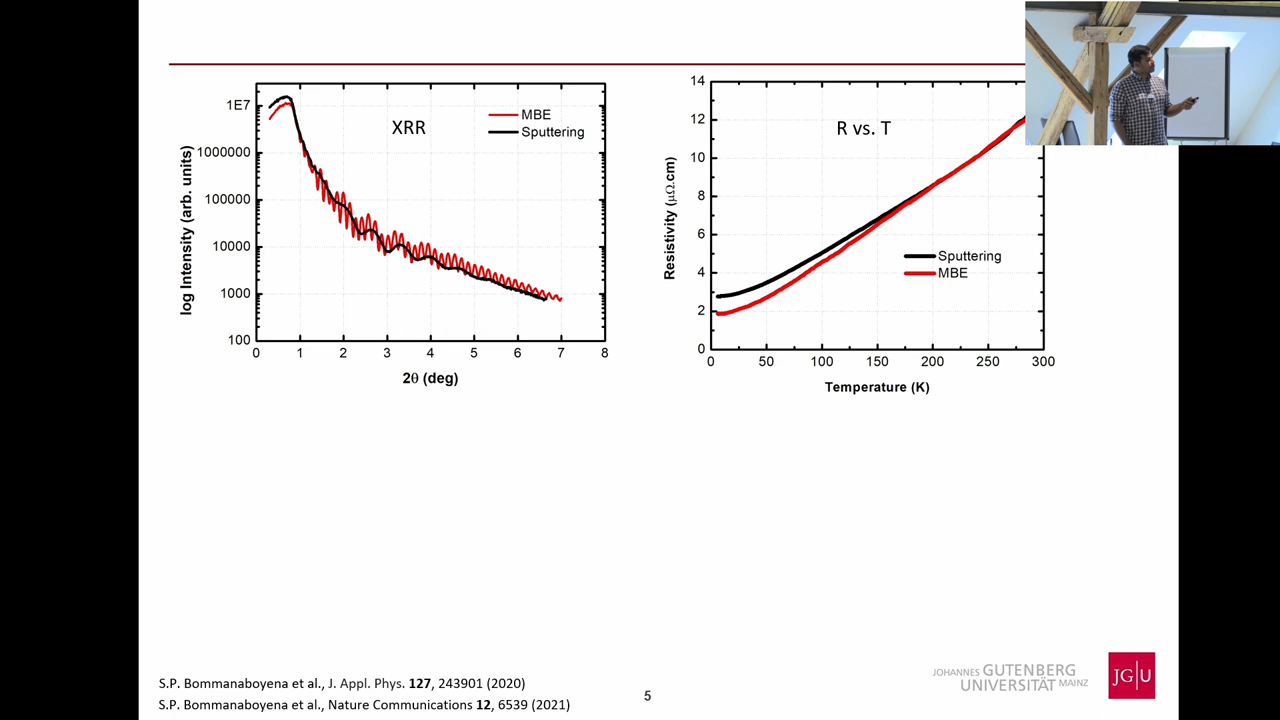 XRR
MBE
Sputtering
1E7
1000000
100000
10000
1000
100
log Intensity (arb. units)
0 1 2 3 4 5 6 7 8
2θ (deg)
R vs. T
14
12
10
8
6
4
2
0
Resistivity (μΩ.cm)
Sputtering
MBE
0 50 100 150 200 250 300
Temperature (K)
S.P. Bommanaboyena et al., J. Appl. Phys. 127, 243901 (2020)
S.P. Bommanaboyena et al., Nature Communications 12, 6539 (2021)
5
JOHANNES GUTENBERG
UNIVERSITÄT MAINZ
JG|U